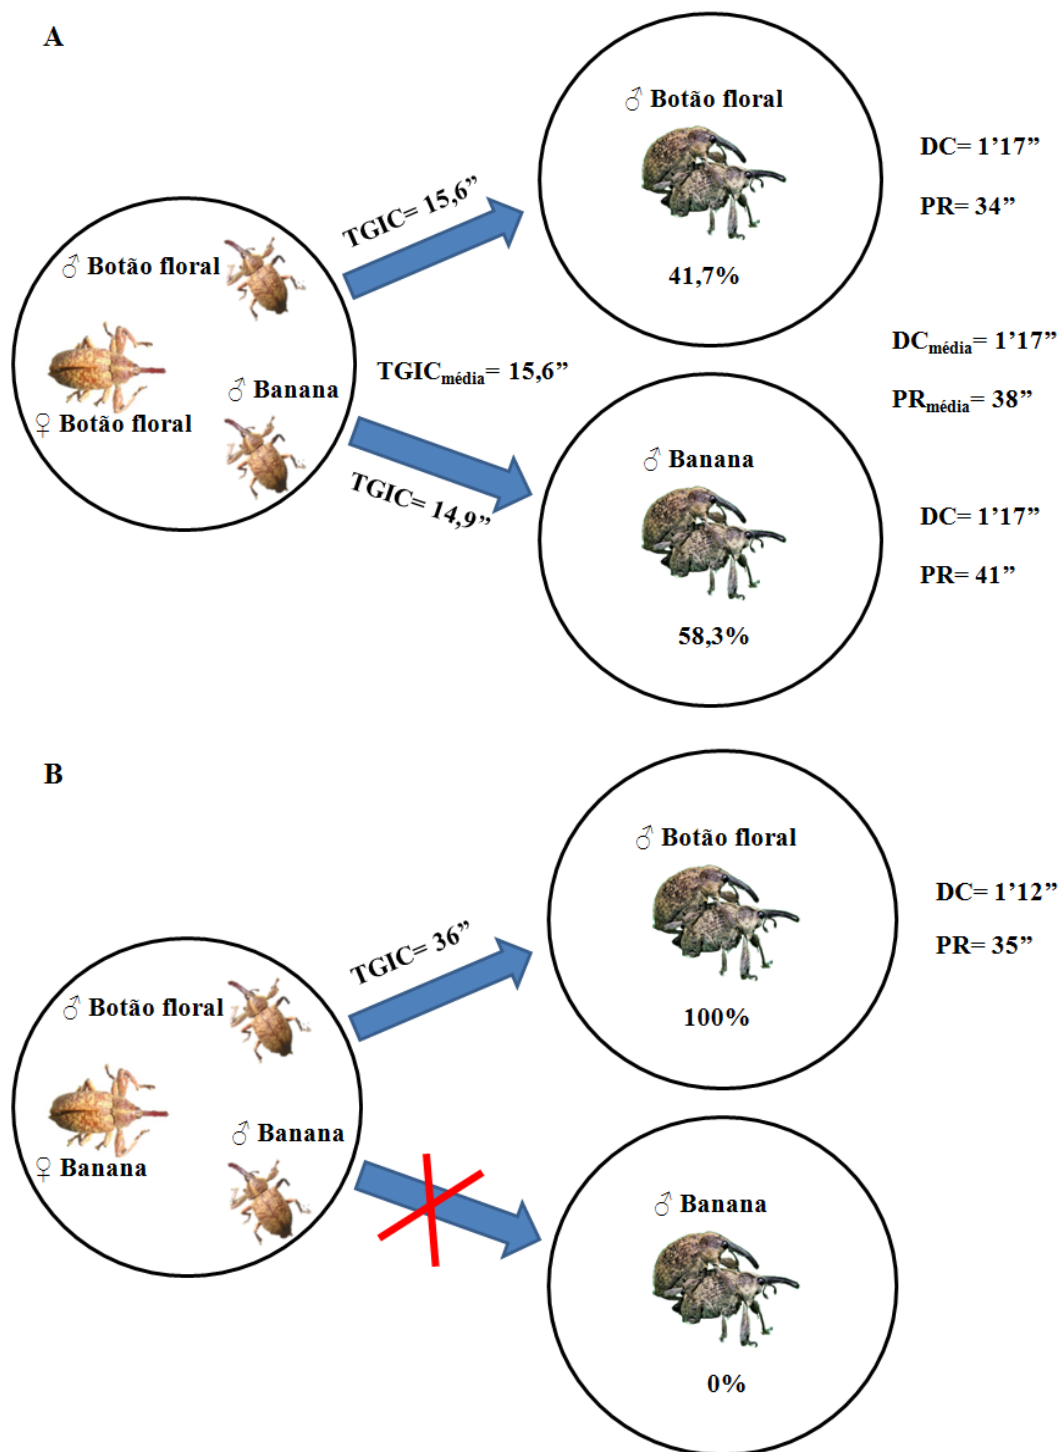 A
♂ Botão floral
41,7%
DC= 1’17”
PR= 34”
TGIC= 15,6”
♂ Botão floral
♀ Botão floral
♂ Banana
TGICmédia= 15,6”
DCmédia= 1’17”
PRmédia= 38”
TGIC= 14,9”
♂ Banana
58,3%
DC= 1’17”
PR= 41”
B
♂ Botão floral
100%
DC= 1’12”
PR= 35”
TGIC= 36”
♂ Botão floral
♀ Banana
♂ Banana
♂ Banana
0%